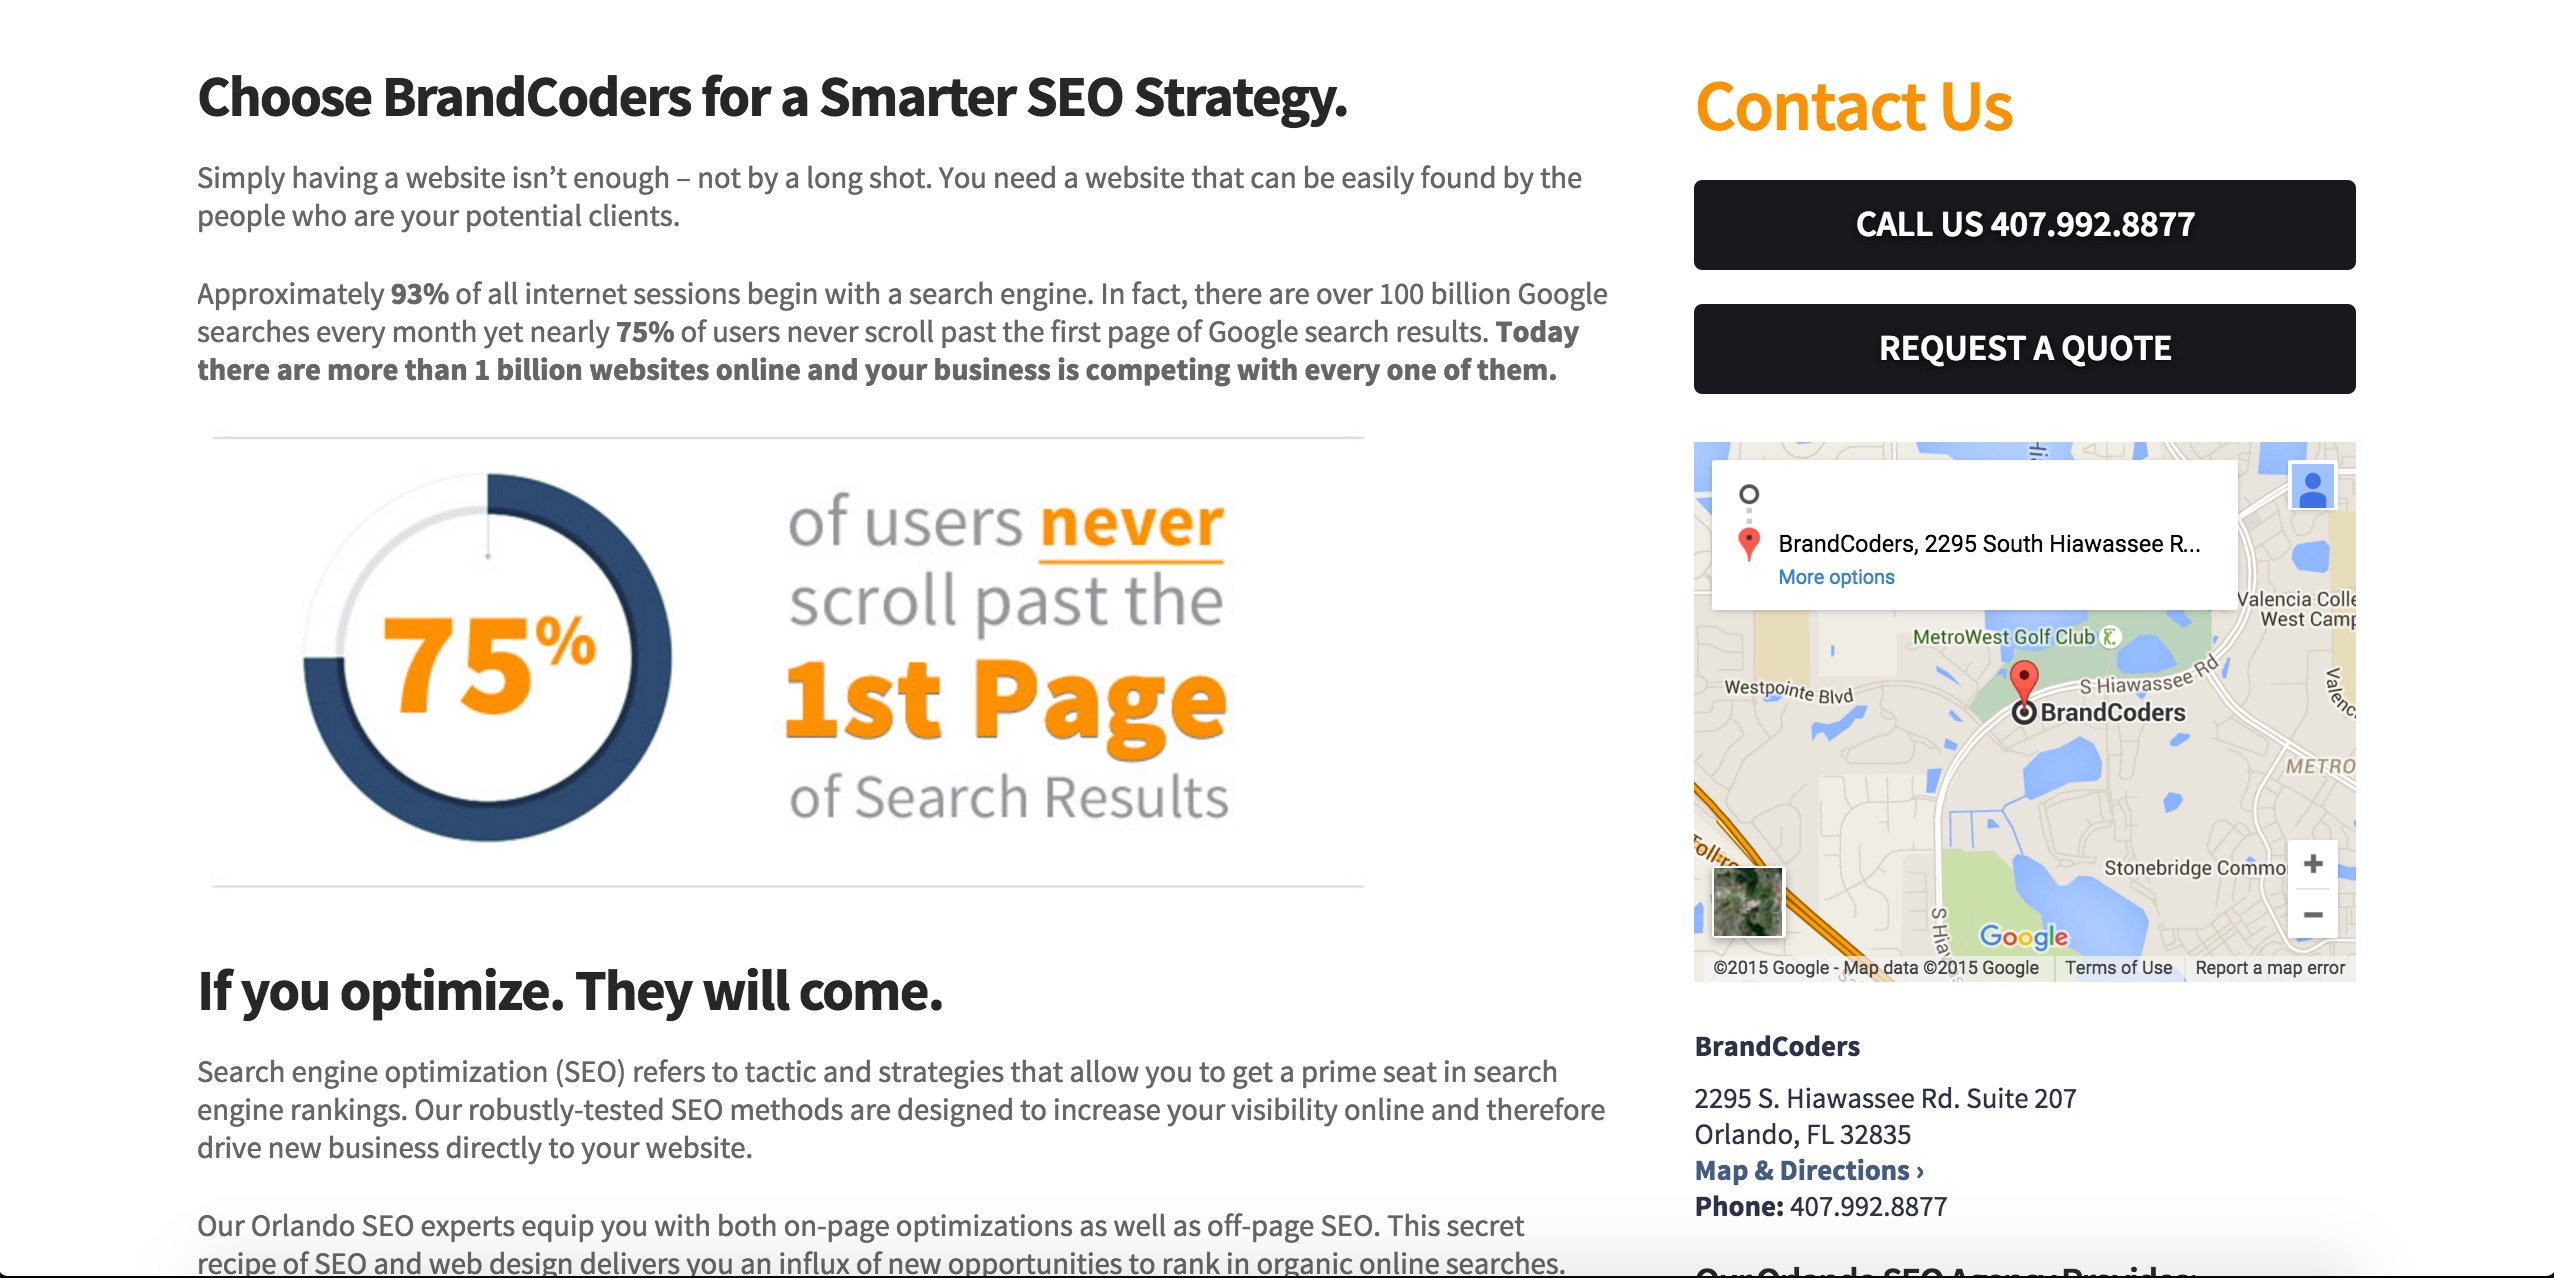 Choose BrandCoders for a Smarter SEO Strategy.
Simply having a website isn’t enough – not by a long shot. You need a website that can be easily found by the
people who are your potential clients.
Approximately 93% of all internet sessions begin with a search engine. In fact, there are over 100 billion Google
searches every month yet nearly 75% of users never scroll past the first page of Google search results. Today
there are more than 1 billion websites online and your business is competing with every one of them.
75%
of users never
scroll past the
1st Page
of Search Results
If you optimize. They will come.
Search engine optimization (SEO) refers to tactic and strategies that allow you to get a prime seat in search
engine rankings. Our robustly-tested SEO methods are designed to increase your visibility online and therefore
drive new business directly to your website.
Our Orlando SEO experts equip you with both on-page optimizations as well as off-page SEO. This secret
recipe of SEO and web design delivers you an influx of new opportunities to rank in organic online searches.
Contact Us
CALL US 407.992.8877
REQUEST A QUOTE
BrandCoders, 2295 South Hiawassee R...
More options
Valencia Colle
West Camp
MetroWest Golf Club
S Hiawassee Rd
Westpointe Blvd
Valenc
BrandCoders
METRO
Stonebridge Commo
S Hiaw
Google
©2015 Google - Map data ©2015 Google
Terms of Use
Report a map error
BrandCoders
2295 S. Hiawassee Rd. Suite 207
Orlando, FL 32835
Map & Directions ›
Phone: 407.992.8877
Our Orlando SEO Agency Provides: